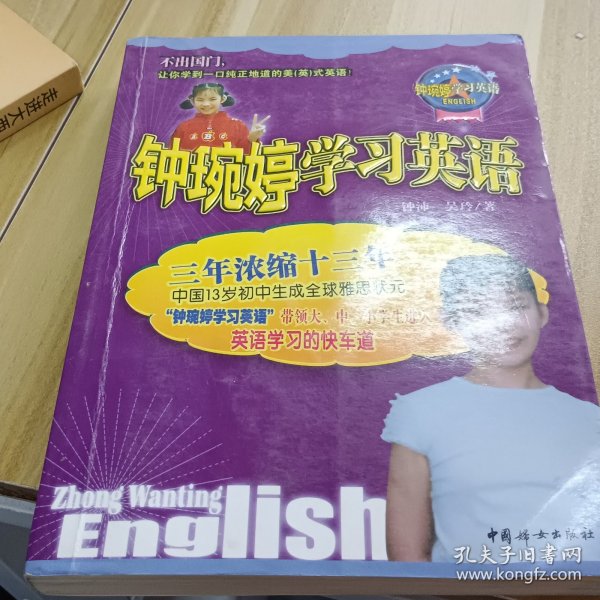 不出国门,
让你学到一口纯正地道的美(英)式英语!
钟琬婷学习英语
ENGLISH
钟琬婷学习英语
钟沛 吴玲/著
三年浓缩十三年
中国13岁初中生成全球雅思状元
“钟琬婷学习英语”带领大、中、小学生进入
英语学习的快车道
Zhong Wanting
English
中国妇女出版社
走进大西
孔夫子旧书网
www.kongfz.com